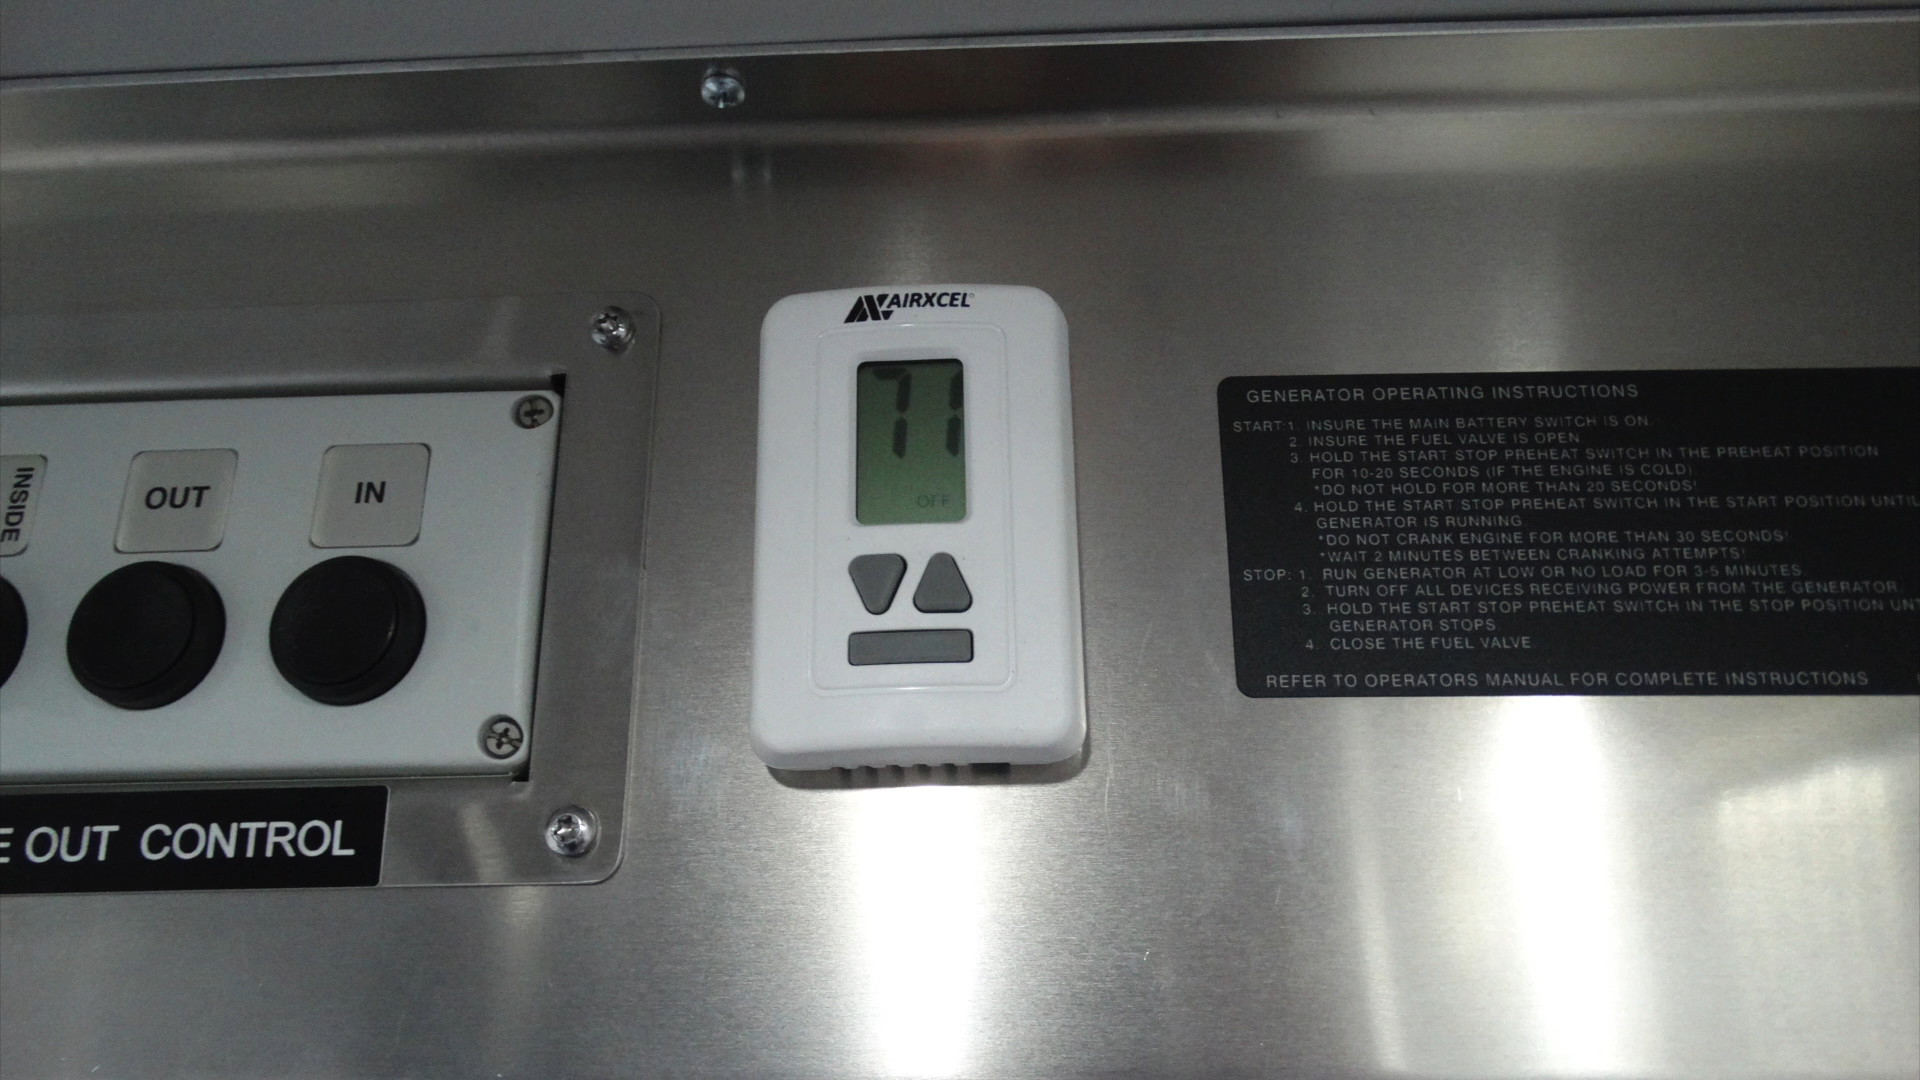 AIRXCEL
71
OFF
INSIDE
OUT
IN
E OUT CONTROL
GENERATOR OPERATING INSTRUCTIONS
START: 1. INSURE THE MAIN BATTERY SWITCH IS ON.
2. INSURE THE FUEL VALVE IS OPEN.
3. HOLD THE START STOP PREHEAT SWITCH IN THE PREHEAT POSITION
FOR 10-20 SECONDS (IF THE ENGINE IS COLD).
*DO NOT HOLD FOR MORE THAN 20 SECONDS!
4. HOLD THE START STOP PREHEAT SWITCH IN THE START POSITION UNTIL
GENERATOR IS RUNNING
*DO NOT CRANK ENGINE FOR MORE THAN 30 SECONDS!
*WAIT 2 MINUTES BETWEEN CRANKING ATTEMPTS!
STOP: 1. RUN GENERATOR AT LOW OR NO LOAD FOR 3-5 MINUTES.
2. TURN OFF ALL DEVICES RECEIVING POWER FROM THE GENERATOR.
3. HOLD THE START STOP PREHEAT SWITCH IN THE STOP POSITION UNT
GENERATOR STOPS.
4. CLOSE THE FUEL VALVE
REFER TO OPERATORS MANUAL FOR COMPLETE INSTRUCTIONS